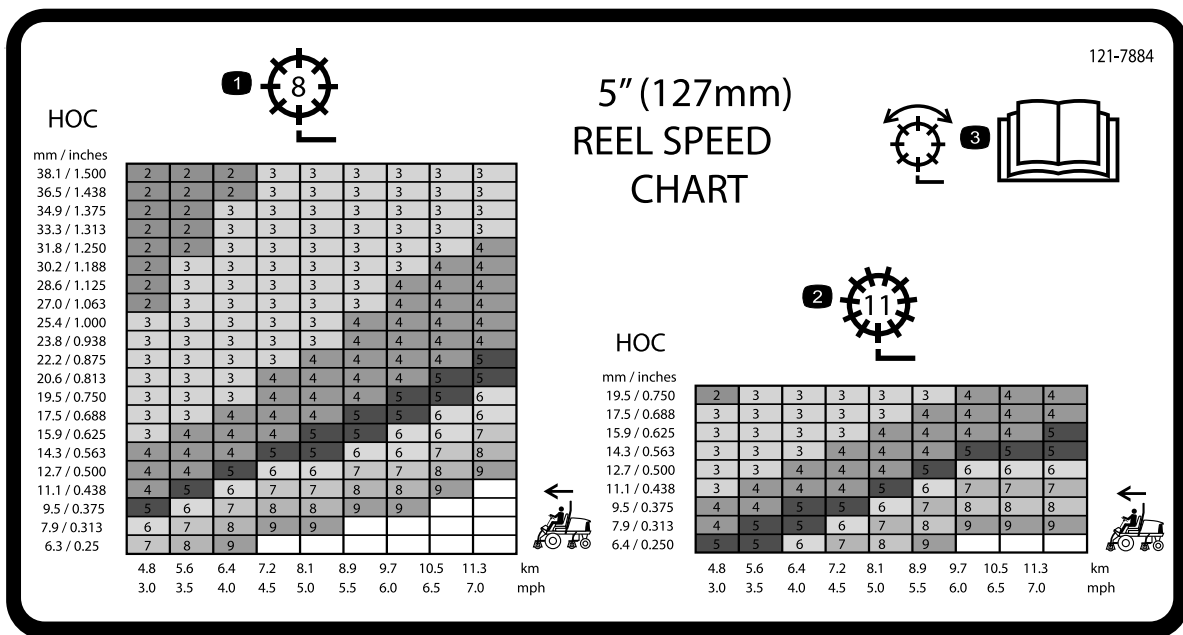 121-7884
5" (127mm)
REEL SPEED
CHART
1
8
HOC
mm / inches
38.1 / 1.500 2 2 2 3 3 3 3 3 3
36.5 / 1.438 2 2 2 3 3 3 3 3 3
34.9 / 1.375 2 2 3 3 3 3 3 3 3
33.3 / 1.313 2 2 3 3 3 3 3 3 3
31.8 / 1.250 2 2 3 3 3 3 3 3 4
30.2 / 1.188 2 3 3 3 3 3 3 4 4
28.6 / 1.125 2 3 3 3 3 3 4 4 4
27.0 / 1.063 2 3 3 3 3 3 4 4 4
25.4 / 1.000 3 3 3 3 3 4 4 4 4
23.8 / 0.938 3 3 3 3 3 4 4 4 4
22.2 / 0.875 3 3 3 3 4 4 4 4 5
20.6 / 0.813 3 3 3 4 4 4 4 5 5
19.5 / 0.750 3 3 3 4 4 4 5 5 6
17.5 / 0.688 3 3 4 4 4 5 5 6 6
15.9 / 0.625 3 4 4 4 5 5 6 6 7
14.3 / 0.563 4 4 4 5 5 6 6 7 8
12.7 / 0.500 4 4 5 6 6 7 7 8 9
11.1 / 0.438 4 5 6 7 7 8 8 9
9.5 / 0.375 5 6 7 8 8 9 9
7.9 / 0.313 6 7 8 9 9
6.3 / 0.25 7 8 9
4.8 5.6 6.4 7.2 8.1 8.9 9.7 10.5 11.3 km
3.0 3.5 4.0 4.5 5.0 5.5 6.0 6.5 7.0 mph
3
2
11
HOC
mm / inches
19.5 / 0.750 2 3 3 3 3 3 4 4 4
17.5 / 0.688 3 3 3 3 3 4 4 4 4
15.9 / 0.625 3 3 3 3 4 4 4 4 5
14.3 / 0.563 3 3 3 4 4 4 5 5 5
12.7 / 0.500 3 3 4 4 4 5 6 6 6
11.1 / 0.438 3 4 4 4 5 6 7 7 7
9.5 / 0.375 4 4 5 5 6 7 8 8 8
7.9 / 0.313 4 5 5 6 7 8 9 9 9
6.4 / 0.250 5 5 6 7 8 9
4.8 5.6 6.4 7.2 8.1 8.9 9.7 10.5 11.3 km
3.0 3.5 4.0 4.5 5.0 5.5 6.0 6.5 7.0 mph